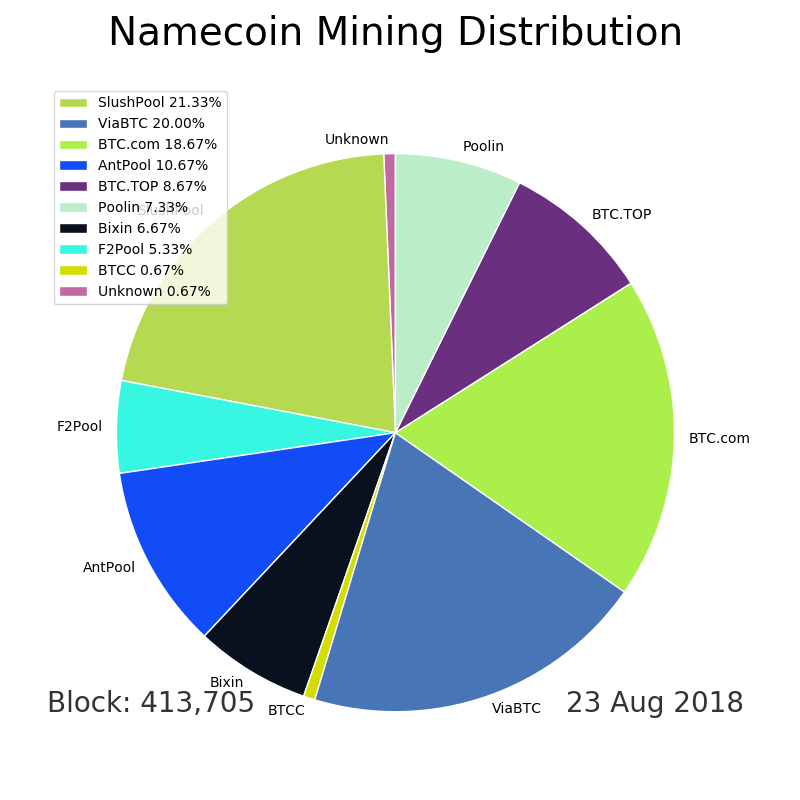 Namecoin Mining Distribution
SlushPool 21.33%
ViaBTC 20.00%
BTC.com 18.67%
AntPool 10.67%
BTC.TOP 8.67%
Poolin 7.33%
Bixin 6.67%
F2Pool 5.33%
BTCC 0.67%
Unknown 0.67%
Unknown
Poolin
SlushPool
BTC.TOP
F2Pool
BTC.com
AntPool
Bixin
BTCC
ViaBTC
Block: 413,705
23 Aug 2018